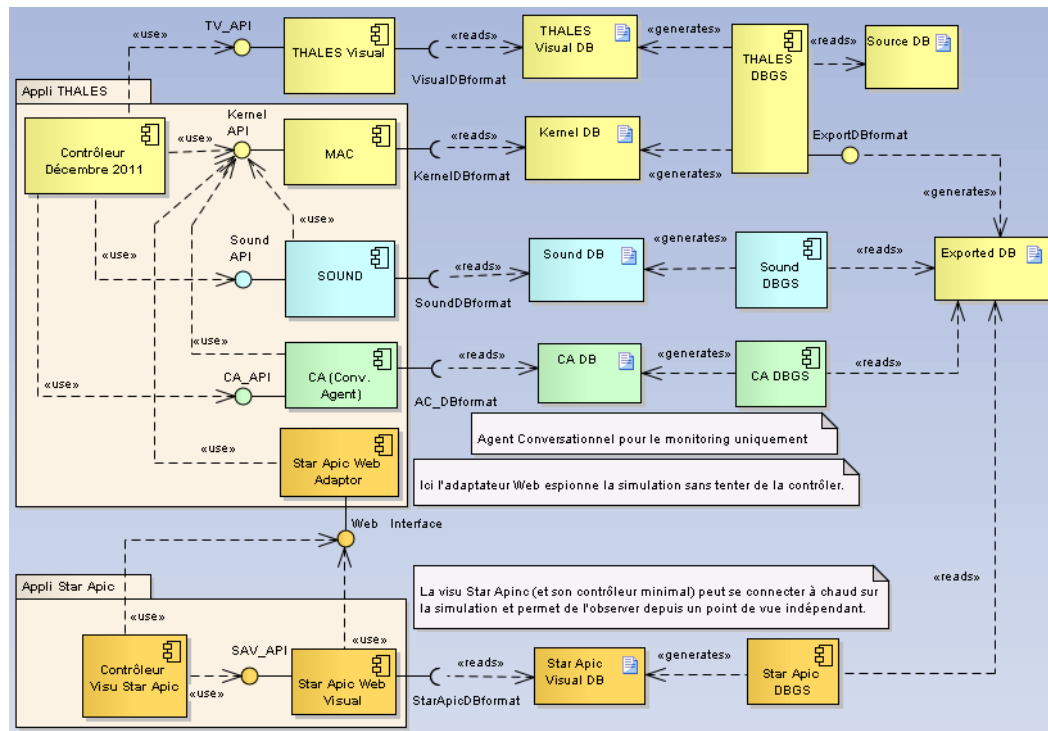 TV_API
«use»
THALES Visual
«reads»
VisualDBformat
THALES
Visual DB
«generates»
THALES
DBGS
«reads»
Source DB
Appli THALES
Contrôleur
Décembre 2011
«use»
Kernel
API
MAC
«reads»
KernelDBformat
Kernel DB
«generates»
ExportDBformat
«generates»
«use»
«use»
Sound
API
SOUND
«reads»
SoundDBformat
Sound DB
«generates»
Sound
DBGS
«reads»
Exported DB
«use»
CA_API
CA (Conv.
Agent)
«reads»
AC_DBformat
CA DB
«generates»
CA DBGS
«reads»
Agent Conversationnel pour le monitoring uniquement
«use»
Star Apic Web
Adaptor
Ici l'adaptateur Web espionne la simulation sans tenter de la contrôler.
Web Interface
Appli Star Apic
La visu Star Apinc (et son contrôleur minimal) peut se connecter à chaud sur
la simulation et permet de l'observer depuis un point de vue indépendant.
«reads»
«use»
«use»
Contrôleur
Visu Star Apic
«use»
SAV_API
Star Apic Web
Visual
«reads»
StarApicDBformat
Star Apic
Visual DB
«generates»
Star Apic
DBGS